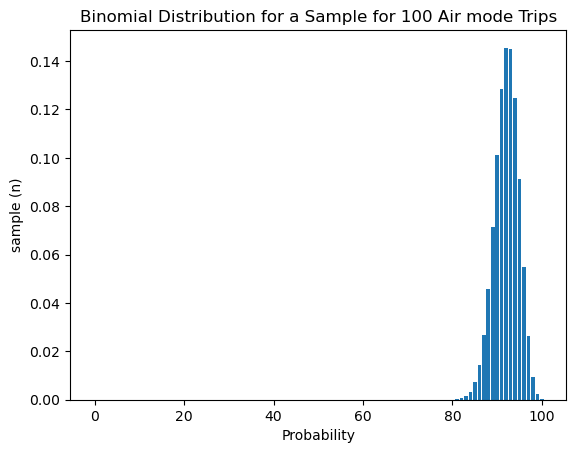 Binomial Distribution for a Sample for 100 Air mode Trips
sample (n)
0.14
0.12
0.10
0.08
0.06
0.04
0.02
0.00
0 20 40 60 80 100
Probability